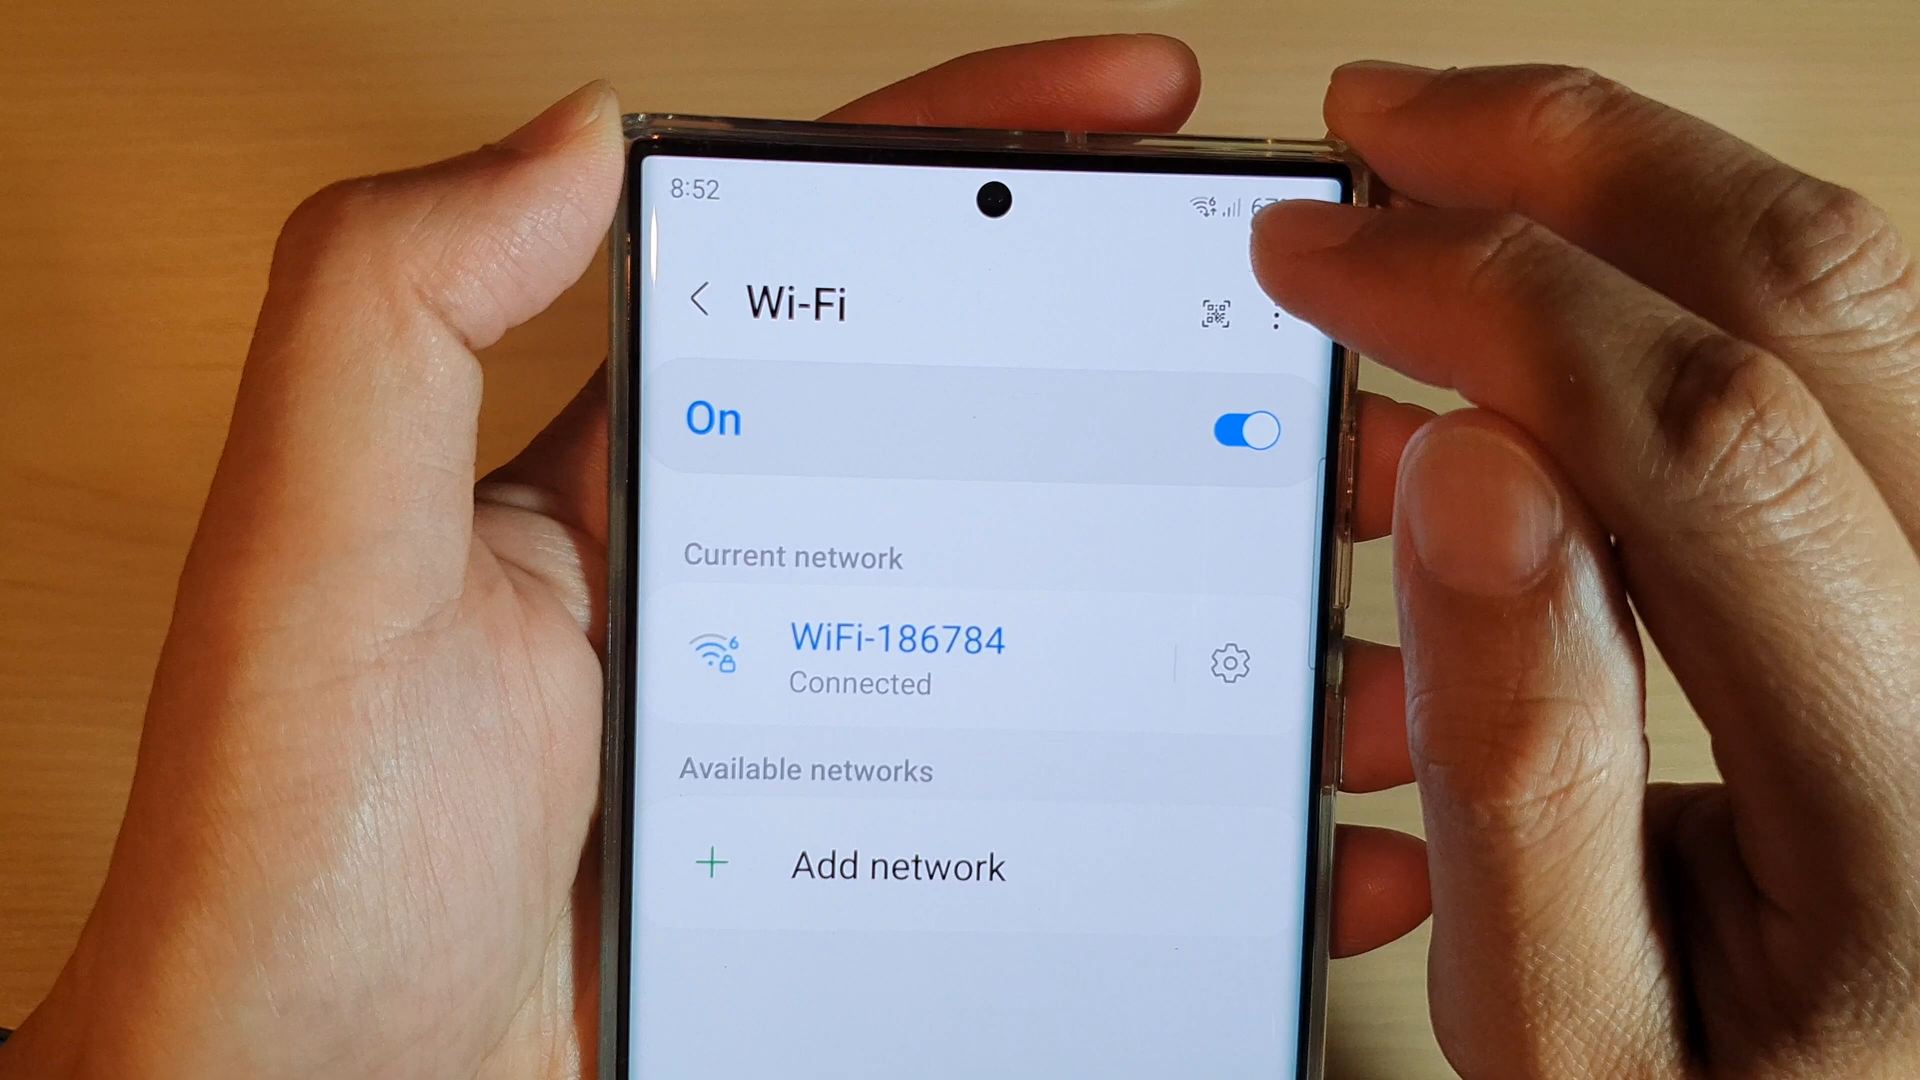 8:52
Wi-Fi
On
Current network
WiFi-186784
Connected
Available networks
Add network